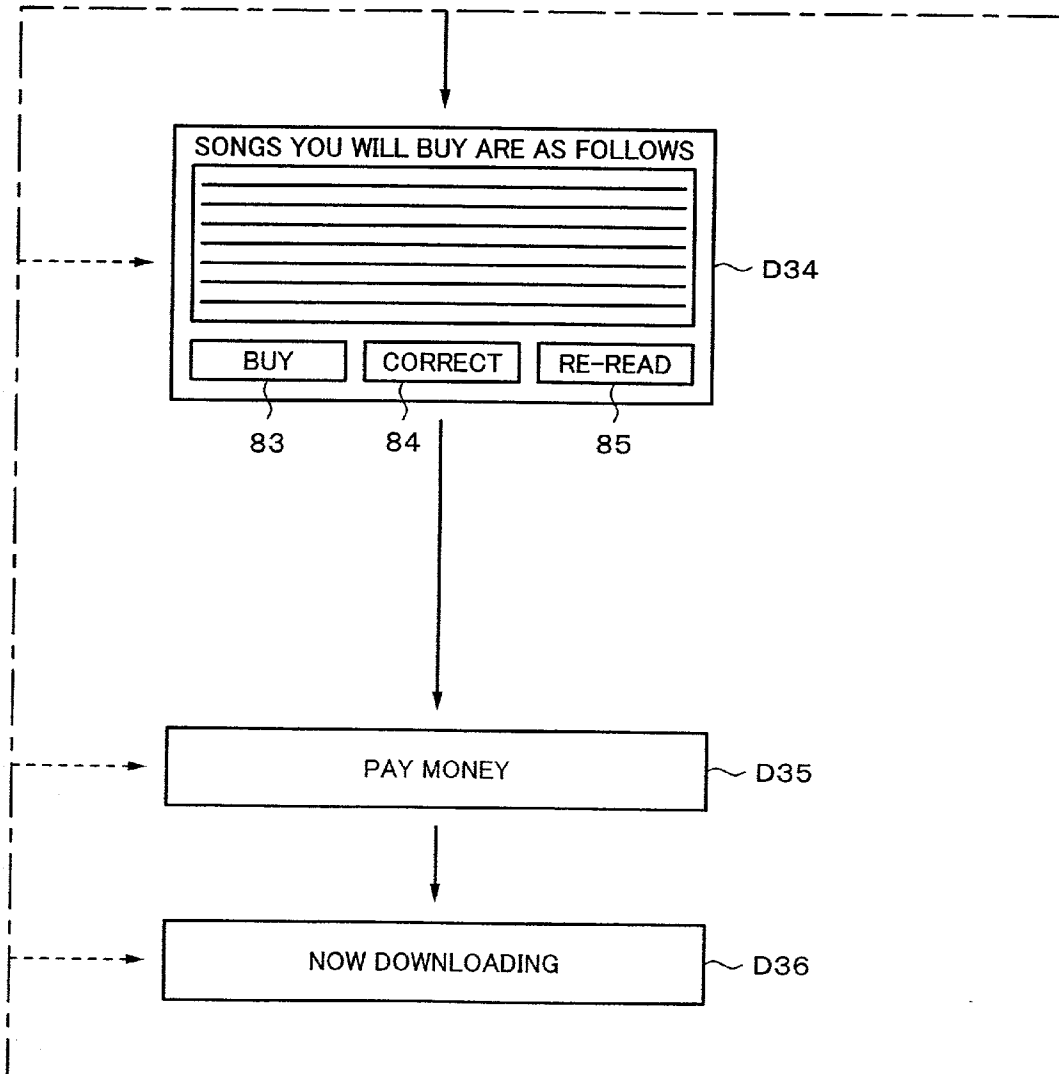 SONGS YOU WILL BUY ARE AS FOLLOWS
D34
BUY
CORRECT
RE-READ
83
84
85
PAY MONEY
D35
NOW DOWNLOADING
D36